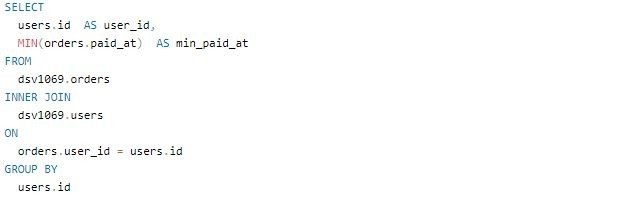 SELECT
users.id AS user_id,
MIN(orders.paid_at) AS min_paid_at
FROM
dsv1069.orders
INNER JOIN
dsv1069.users
ON
orders.user_id = users.id
GROUP BY
users.id